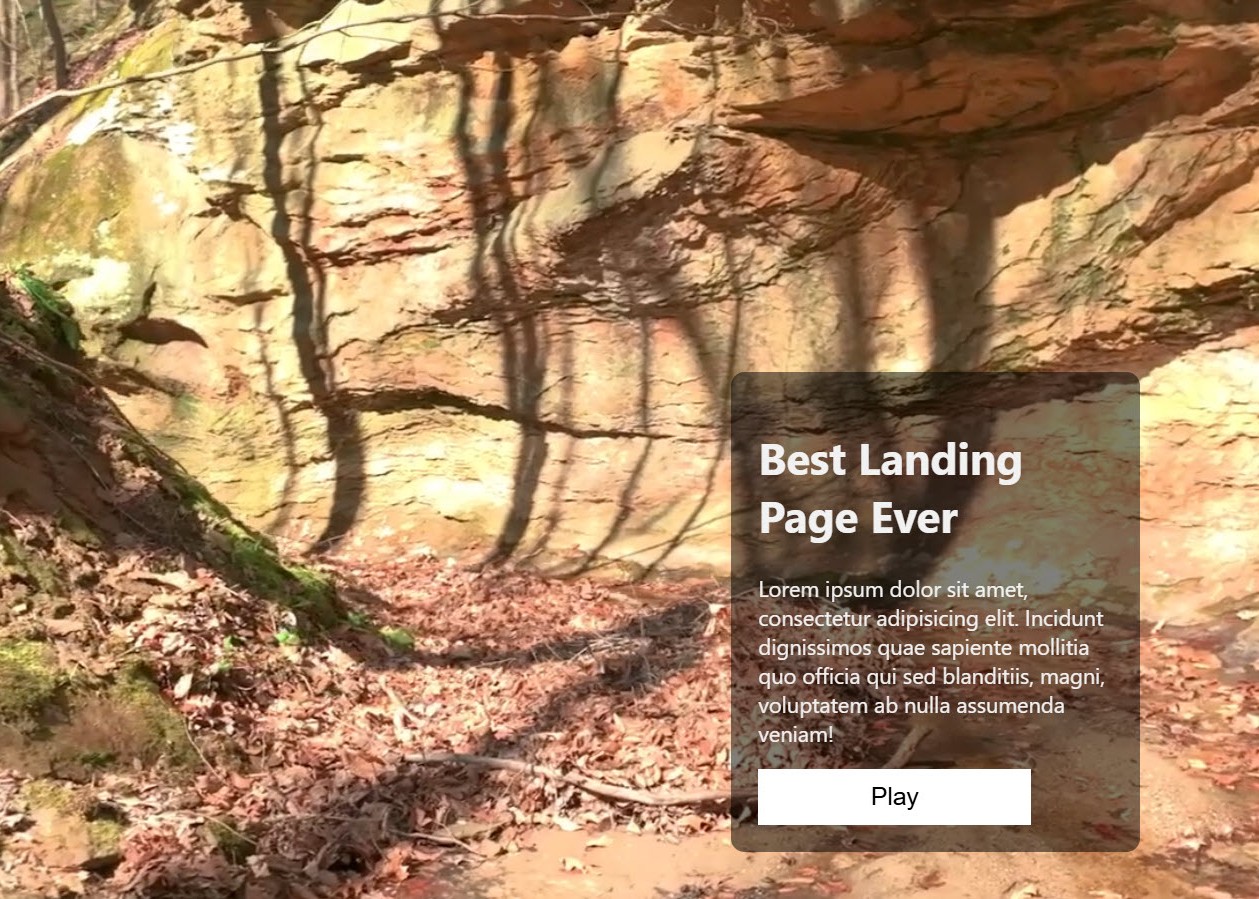 Best Landing
Page Ever
Lorem ipsum dolor sit amet,
consectetur adipisicing elit. Incidunt
dignissimos quae sapiente mollitia
quo officia qui sed blanditiis, magni,
voluptatem ab nulla assumenda
veniam!
Play